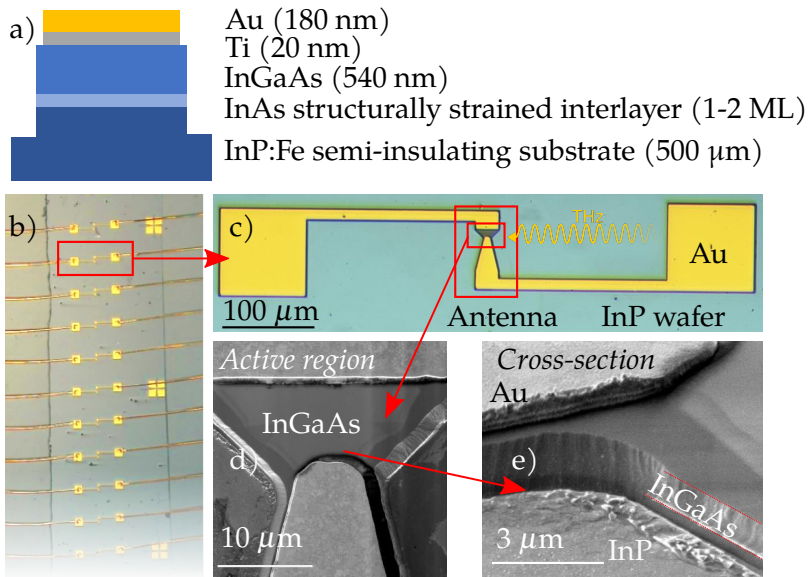 a)
Au (180 nm)
Ti (20 nm)
InGaAs (540 nm)
InAs structurally strained interlayer (1-2 ML)
InP:Fe semi-insulating substrate (500 μm)
b)
c)
THz
Au
100 μm
Antenna
InP wafer
Active region
InGaAs
d)
10 μm
Cross-section
Au
e)
InGaAs
3 μm
InP